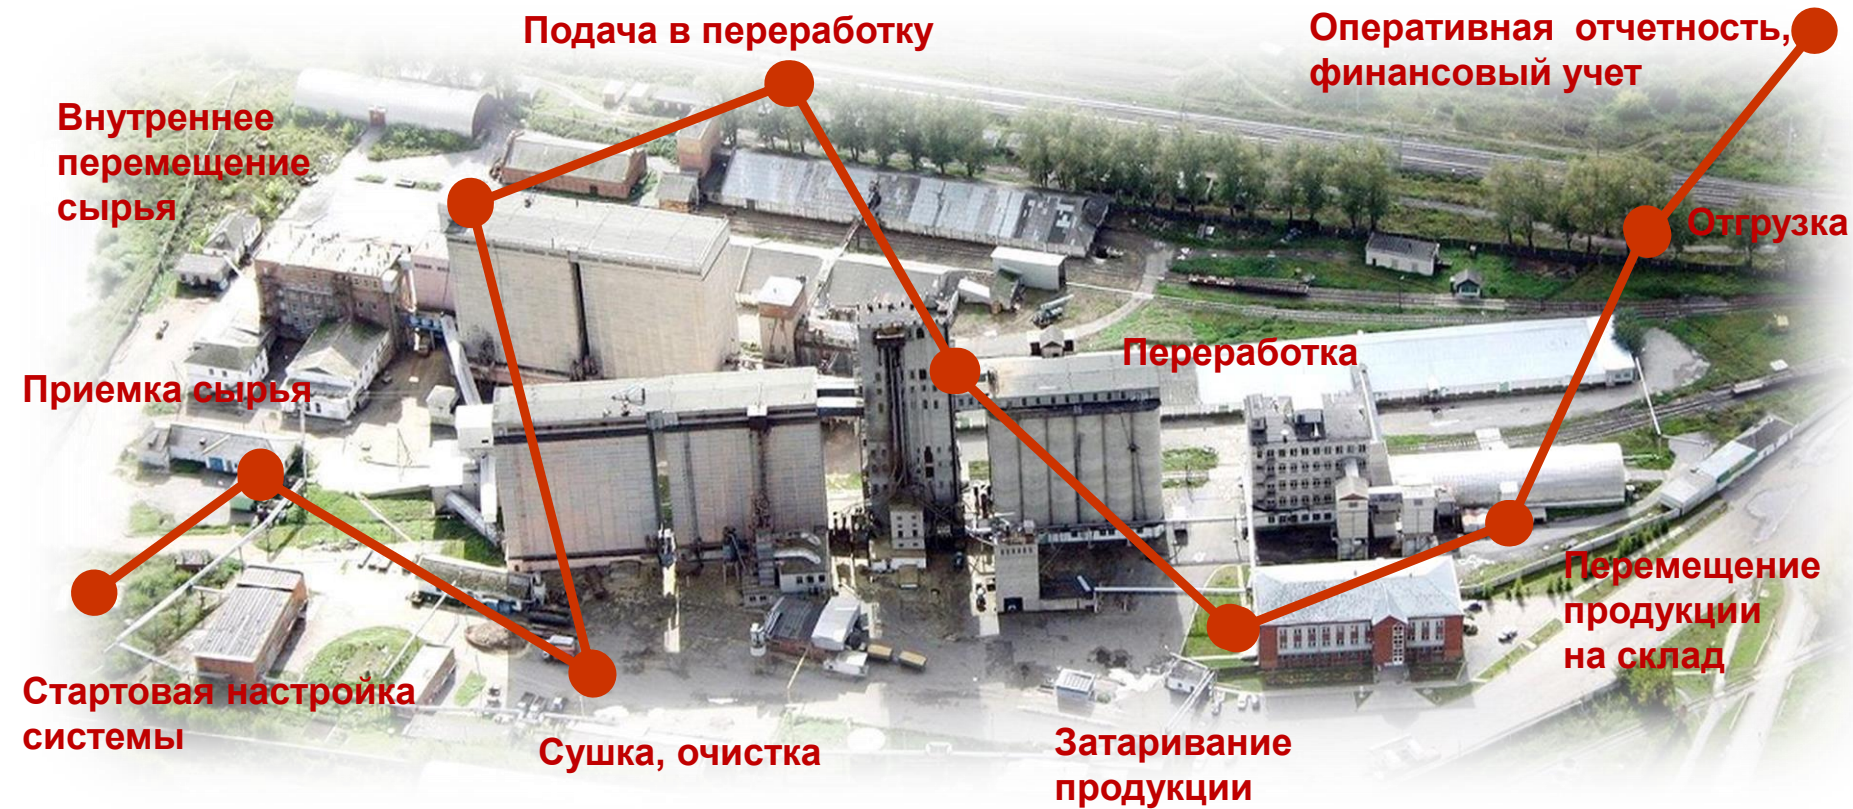 Подача в переработку
Оперативная отчетность,
финансовый учет
Внутреннее
перемещение
сырья
Отгрузка
Переработка
Приемка сырья
Перемещение
продукции
на склад
Стартовая настройка
системы
Сушка, очистка
Затаривание
продукции